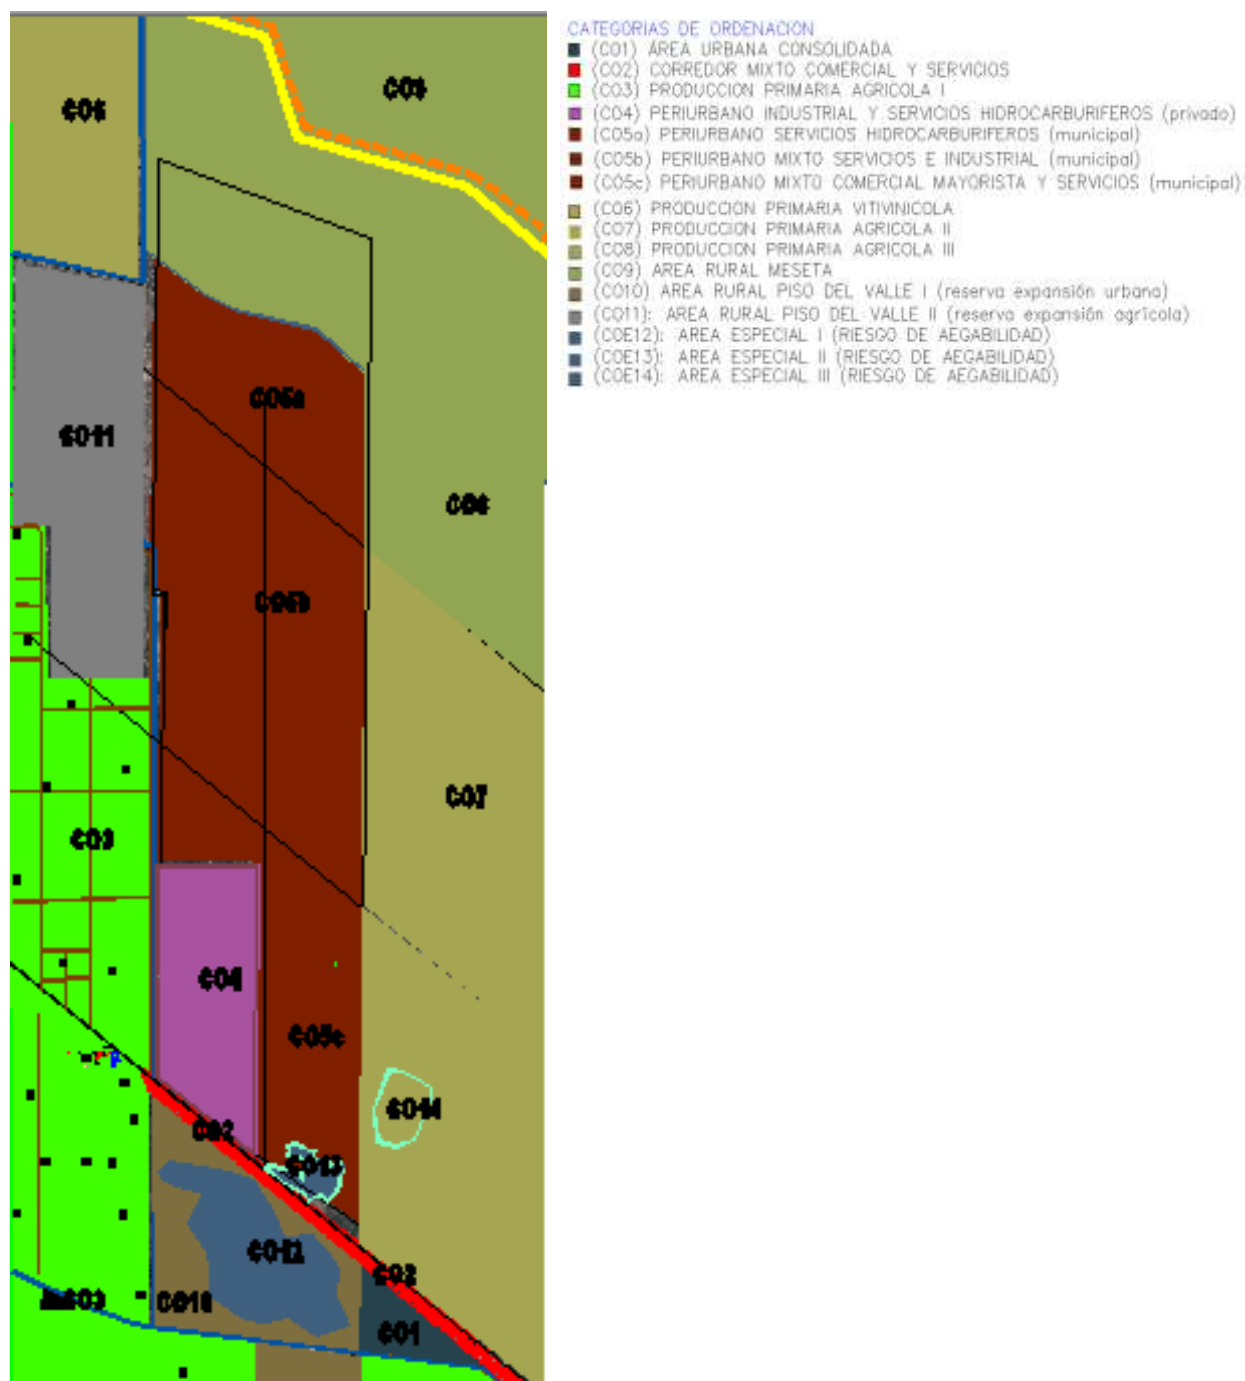 CATEGORIAS DE ORDENACION
(CO1) ÁREA URBANA CONSOLIDADA
(CO2) CORREDOR MIXTO COMERCIAL Y SERVICIOS
(CO3) PRODUCCION PRIMARIA AGRICOLA I
(CO4) PERIURBANO INDUSTRIAL Y SERVICIOS HIDROCARBURIFEROS (privado)
(CO5a) PERIURBANO SERVICIOS HIDROCARBURIFEROS (municipal)
(CO5b) PERIURBANO MIXTO SERVICIOS E INDUSTRIAL (municipal)
(CO5c) PERIURBANO MIXTO COMERCIAL MAYORISTA Y SERVICIOS (municipal)
(CO6) PRODUCCION PRIMARIA VITIVINICOLA
(CO7) PRODUCCION PRIMARIA AGRICOLA II
(CO8) PRODUCCION PRIMARIA AGRICOLA III
(CO9) AREA RURAL MESETA
(CO10) AREA RURAL PISO DEL VALLE I (reserva expansión urbana)
(CO11): AREA RURAL PISO DEL VALLE II (reserva expansión agrícola)
(COE12): AREA ESPECIAL I (RIESGO DE AEGABILIDAD)
(COE13): AREA ESPECIAL II (RIESGO DE AEGABILIDAD)
(COE14): AREA ESPECIAL III (RIESGO DE AEGABILIDAD)
CO9
CO5a
CO11
CO5b
CO7
CO3
CO5c
CO14
CO2
CO13
CO12
CO2
CO10
CO1